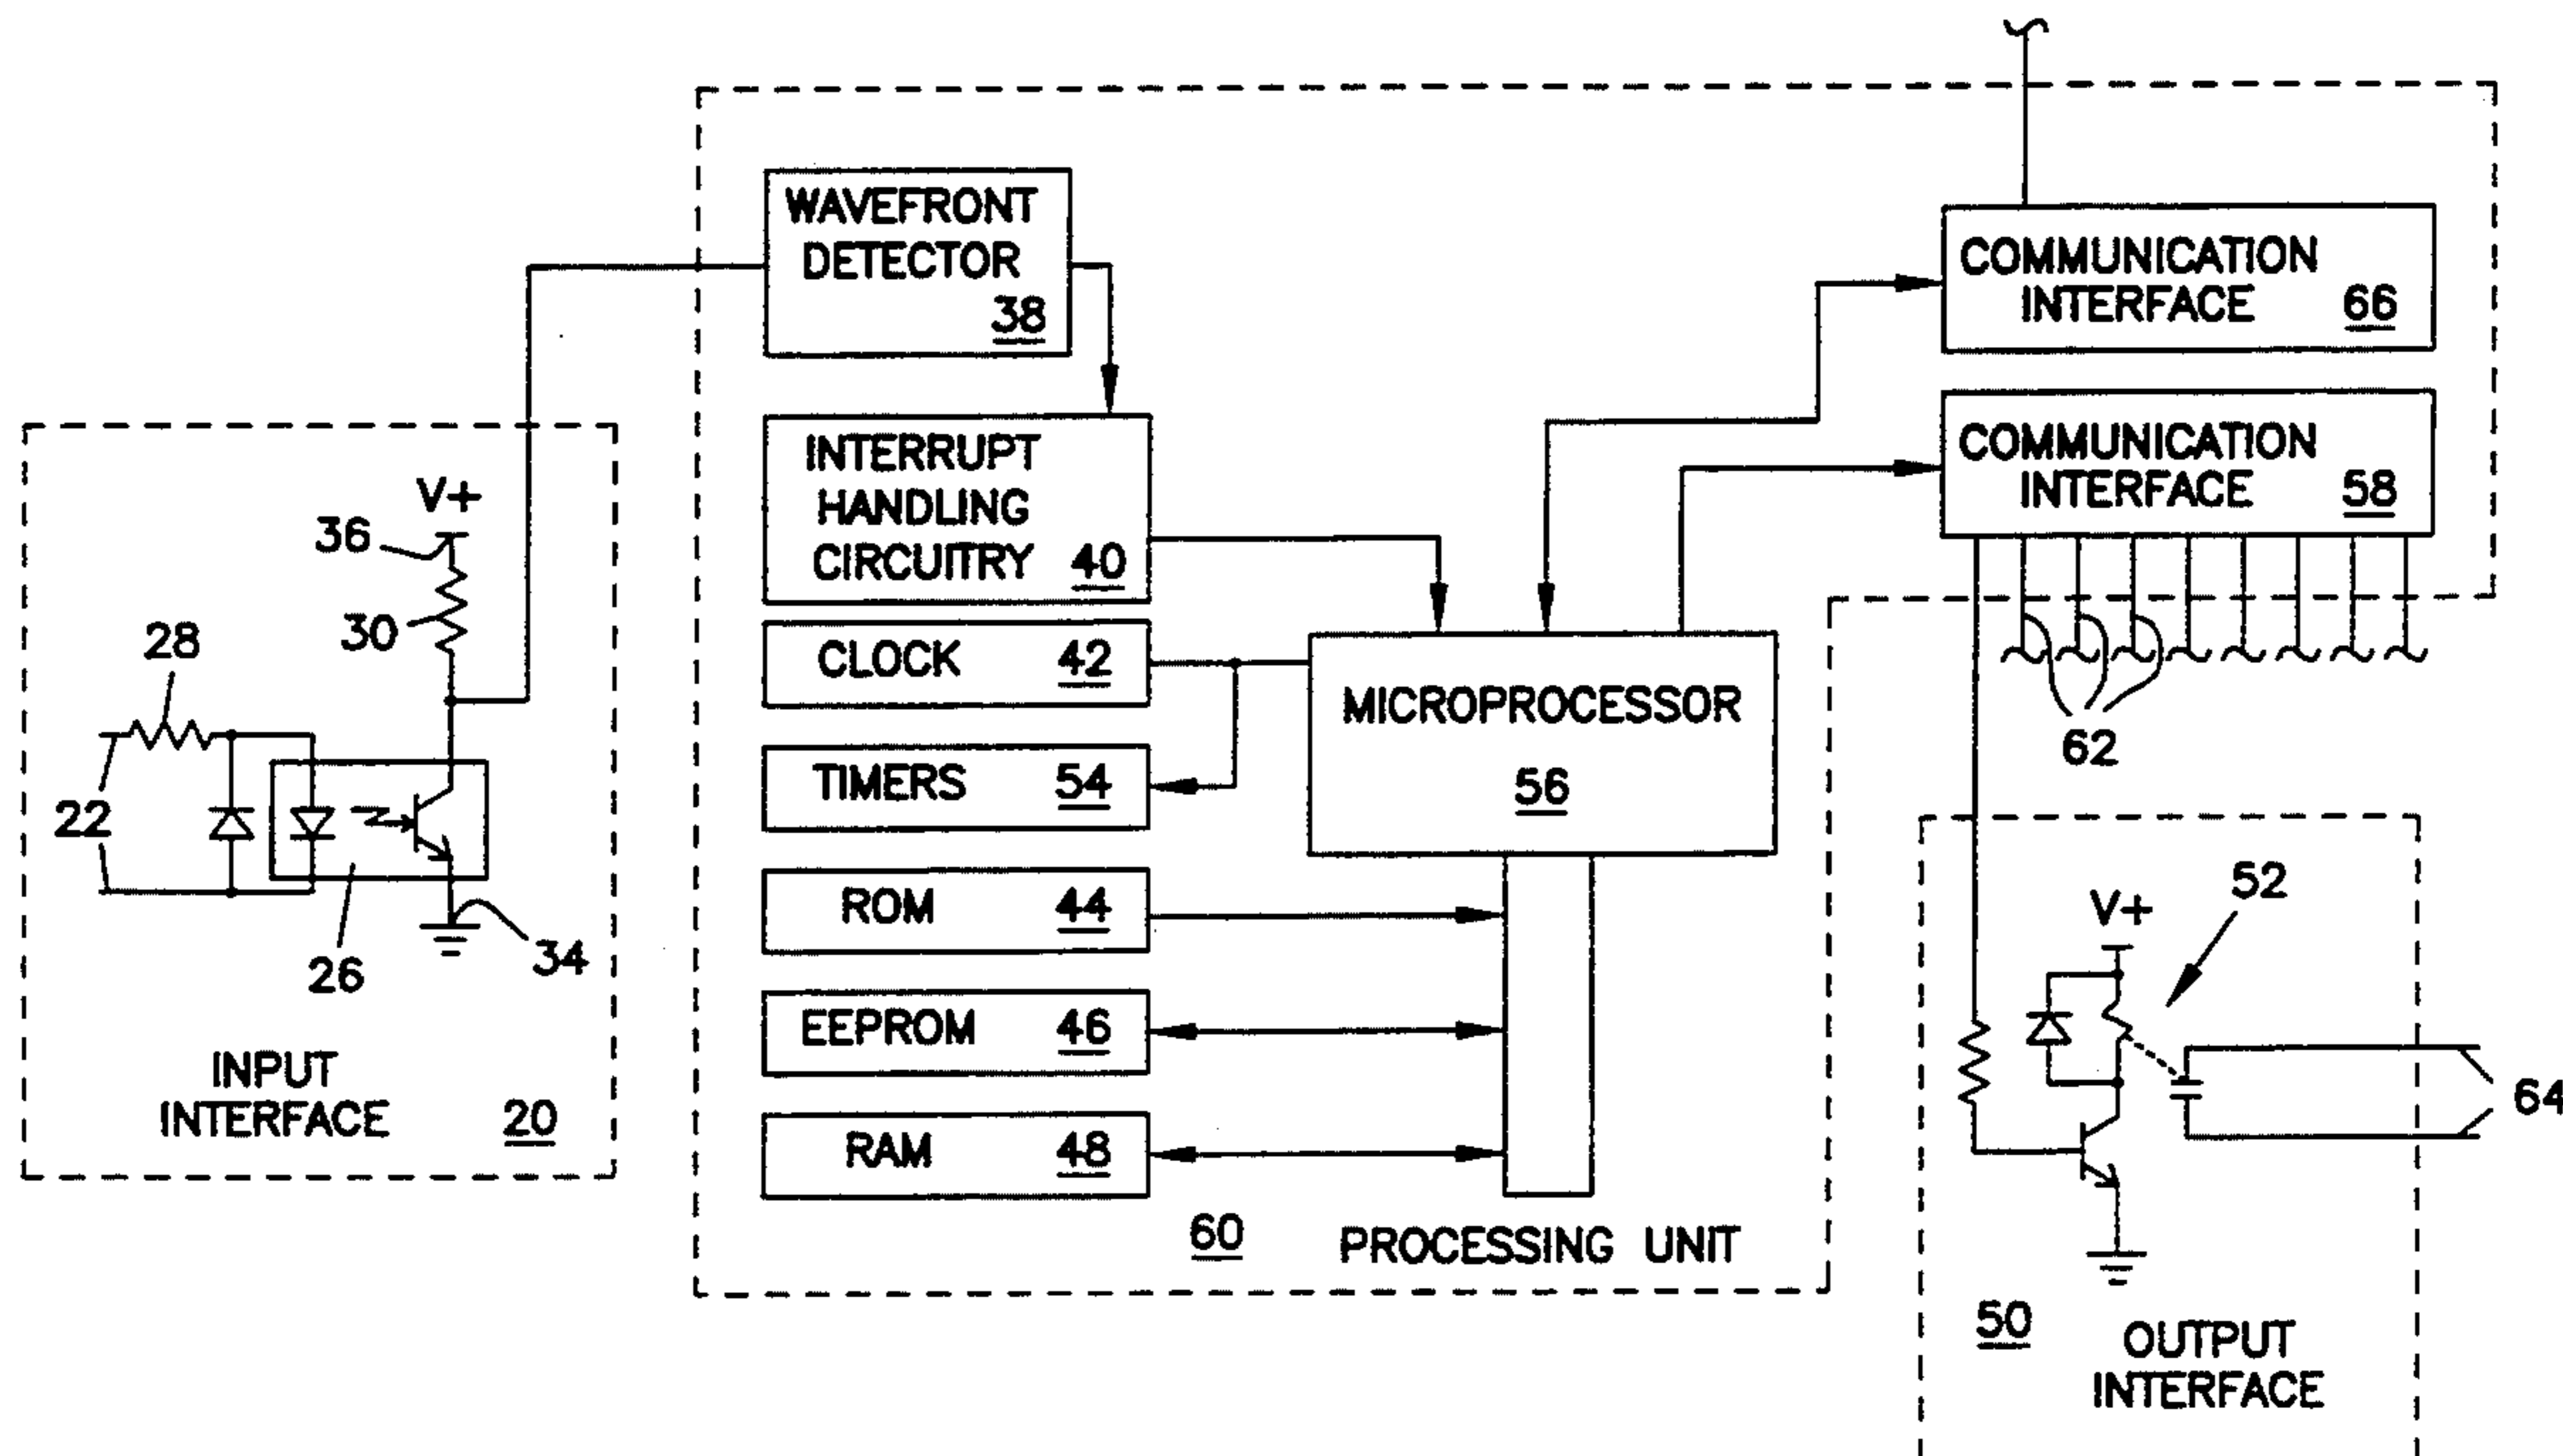 WAVEFRONT
DETECTOR
38
INTERRUPT
HANDLING
CIRCUITRY 40
CLOCK 42
TIMERS 54
ROM 44
EEPROM 46
RAM 48
MICROPROCESSOR
56
60 PROCESSING UNIT
COMMUNICATION
INTERFACE 66
COMMUNICATION
INTERFACE 58
62
V+
36
30
28
22
26
34
INPUT
INTERFACE 20
V+
52
64
50
OUTPUT
INTERFACE